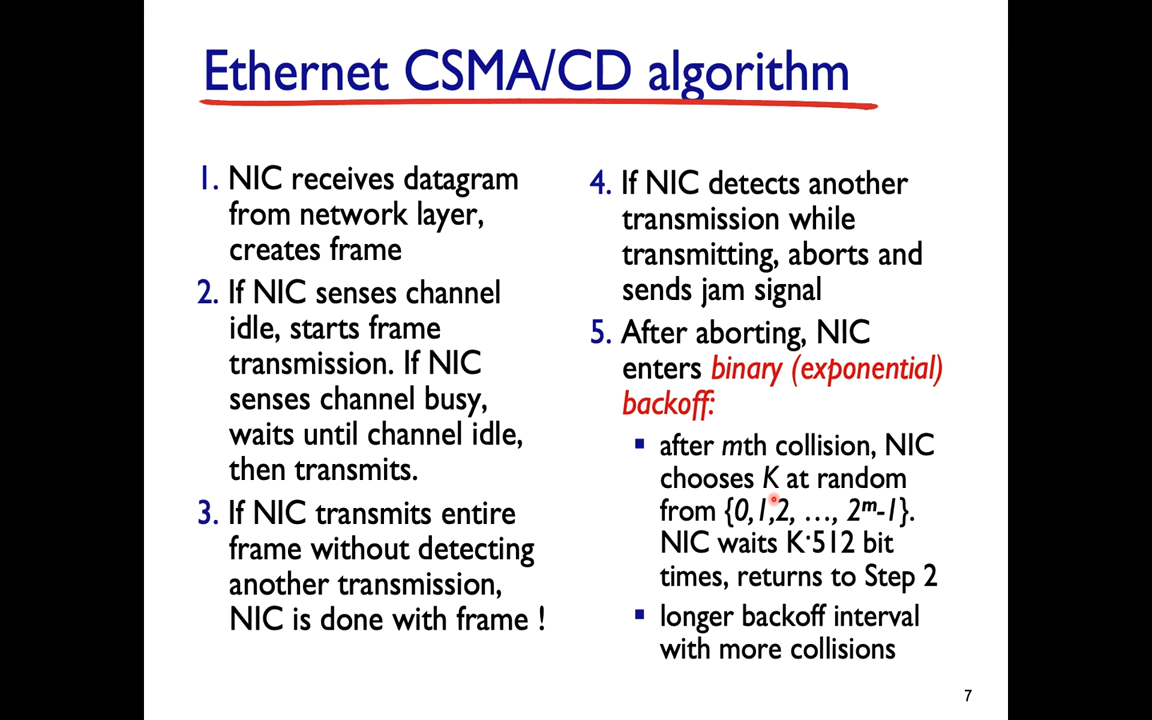 Ethernet CSMA/CD algorithm
1. NIC receives datagram
from network layer,
creates frame
2. If NIC senses channel
idle, starts frame
transmission. If NIC
senses channel busy,
waits until channel idle,
then transmits.
3. If NIC transmits entire
frame without detecting
another transmission,
NIC is done with frame !
4. If NIC detects another
transmission while
transmitting, aborts and
sends jam signal
5. After aborting, NIC
enters binary (exponential)
backoff:
▪ after mth collision, NIC
chooses K at random
from {0,1,2, …, 2ᵐ-1}.
NIC waits K·512 bit
times, returns to Step 2
▪ longer backoff interval
with more collisions
7